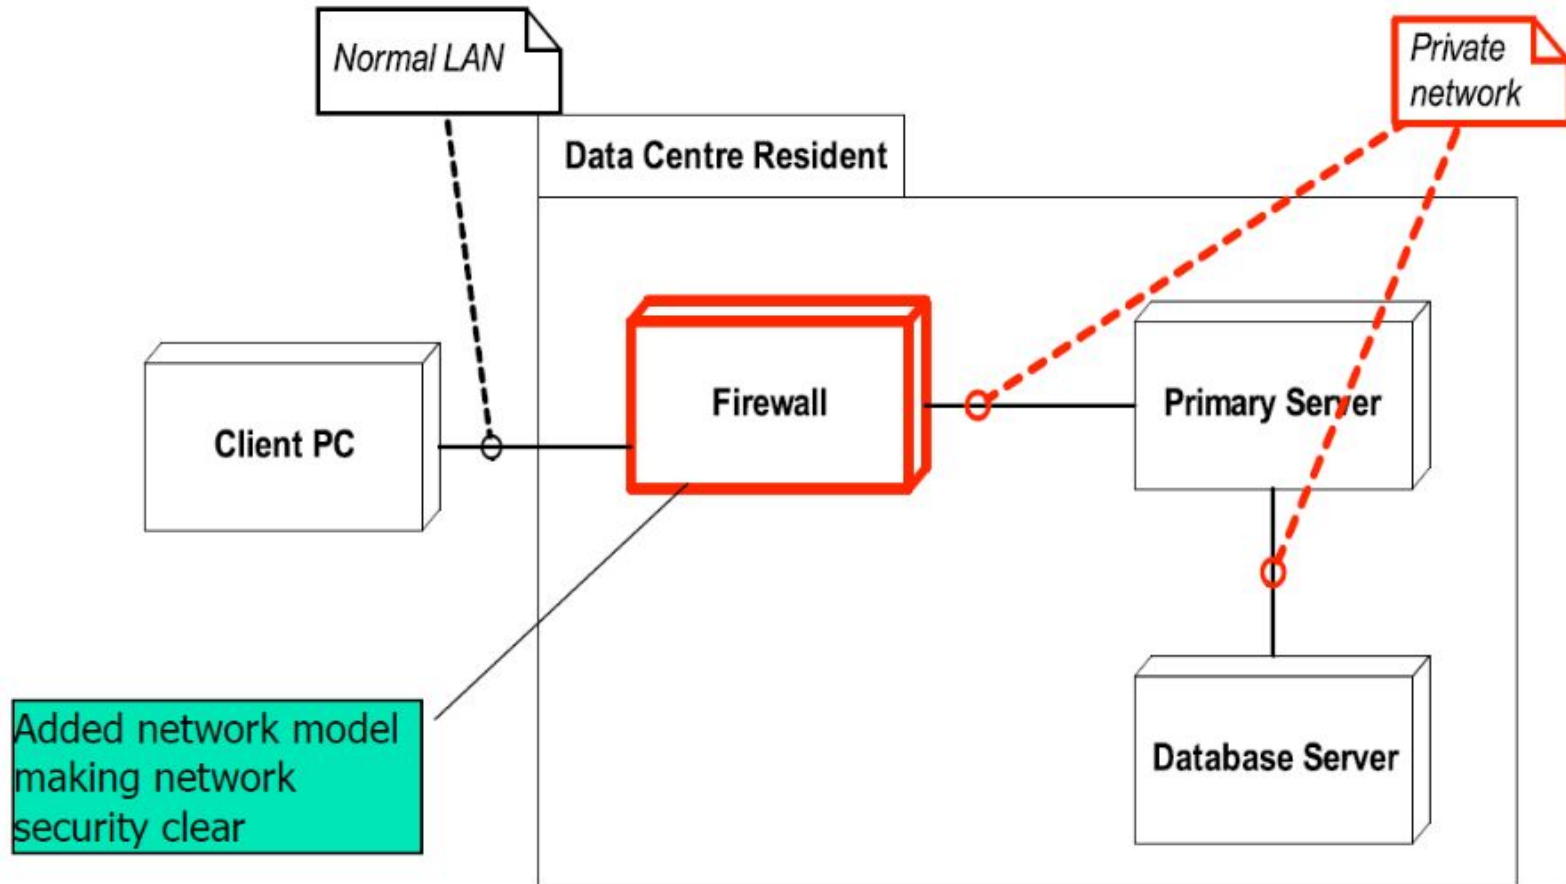 Normal LAN
Private
network
Data Centre Resident
Firewall
Primary Server
Client PC
Added network model
making network
security clear
Database Server